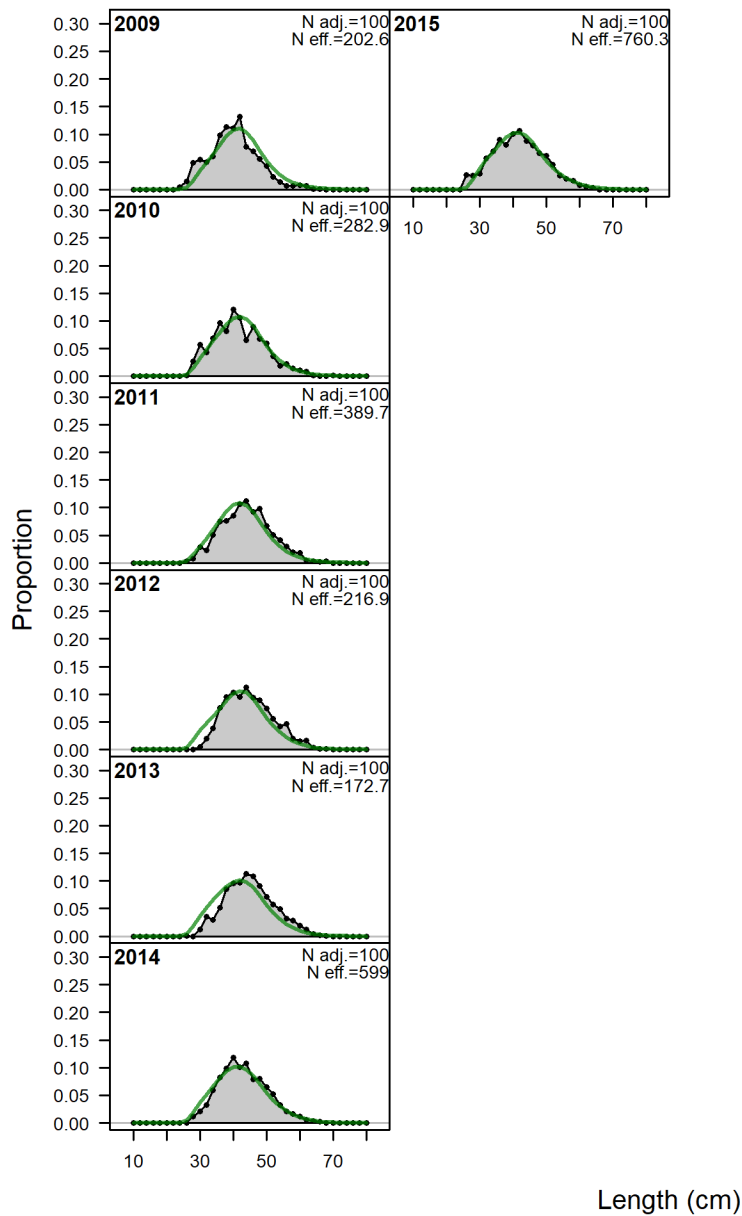 0.30
0.25
0.20
0.15
0.10
0.05
0.00
2009
N adj.=100
N eff.=202.6
0.30
0.25
0.20
0.15
0.10
0.05
0.00
2010
N adj.=100
N eff.=282.9
0.30
0.25
0.20
0.15
0.10
0.05
0.00
2011
N adj.=100
N eff.=389.7
0.30
0.25
0.20
0.15
0.10
0.05
0.00
2012
N adj.=100
N eff.=216.9
0.30
0.25
0.20
0.15
0.10
0.05
0.00
2013
N adj.=100
N eff.=172.7
0.30
0.25
0.20
0.15
0.10
0.05
0.00
2014
N adj.=100
N eff.=599
10 30 50 70
2015
N adj.=100
N eff.=760.3
10 30 50 70
Proportion
Length (cm)